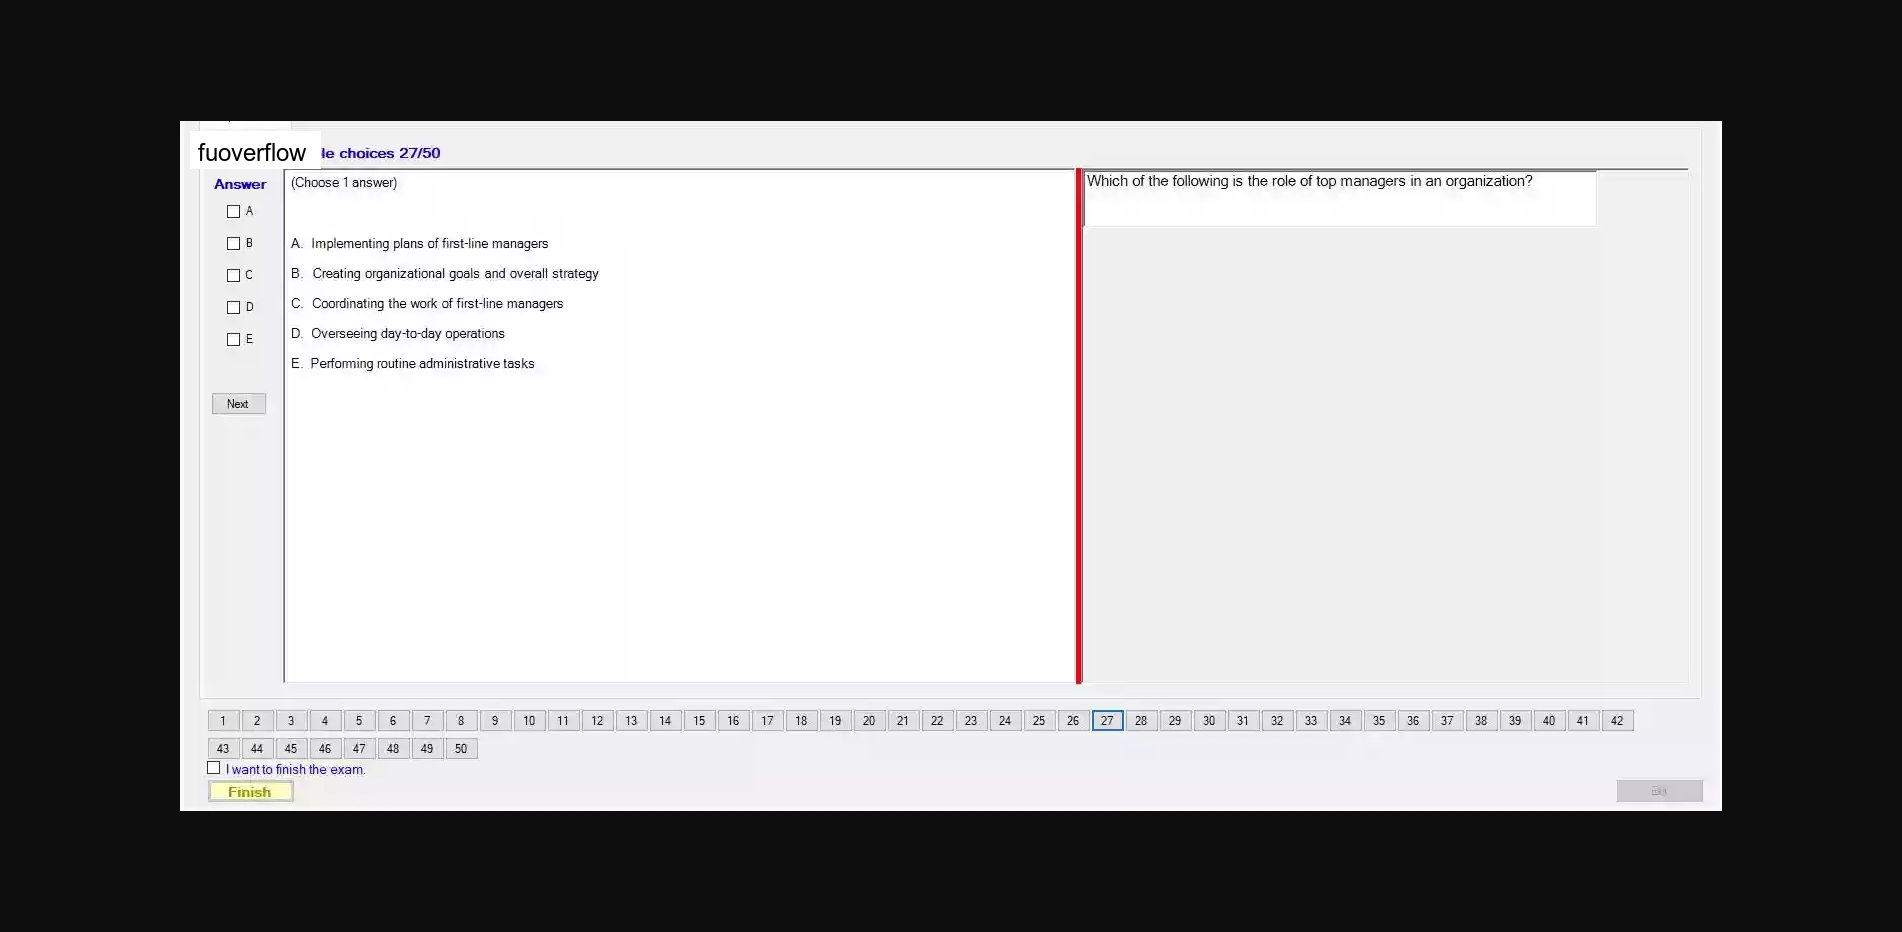 fuoverflow
le choices 27/50
Answer
(Choose 1 answer)
Which of the following is the role of top managers in an organization?
A
B
C
D
E
A. Implementing plans of first-line managers
B. Creating organizational goals and overall strategy
C. Coordinating the work of first-line managers
D. Overseeing day-to-day operations
E. Performing routine administrative tasks
Next
1 2 3 4 5 6 7 8 9 10 11 12 13 14 15 16 17 18 19 20 21 22 23 24 25 26 27 28 29 30 31 32 33 34 35 36 37 38 39 40 41 42
43 44 45 46 47 48 49 50
I want to finish the exam.
Finish
Exit